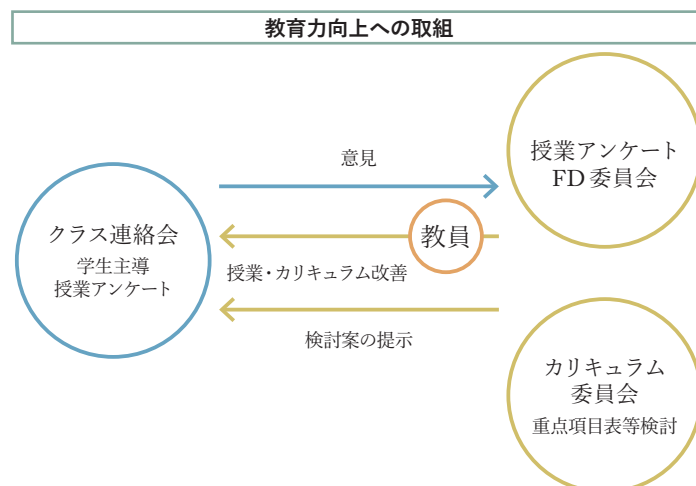 教育力向上への取組
意見
授業アンケート
FD委員会
クラス連絡会
学生主導
授業アンケート
教員
授業・カリキュラム改善
検討案の提示
カリキュラム
委員会
重点項目表等検討